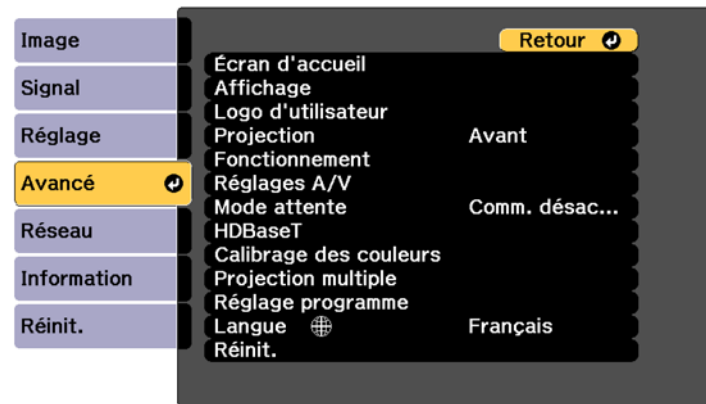 Image
Signal
Réglage
Avancé
Réseau
Information
Réinit.
Retour
Écran d'accueil
Affichage
Logo d'utilisateur
Projection Avant
Fonctionnement
Réglages A/V
Mode attente Comm. désac...
HDBaseT
Calibrage des couleurs
Projection multiple
Réglage programme
Langue Français
Réinit.